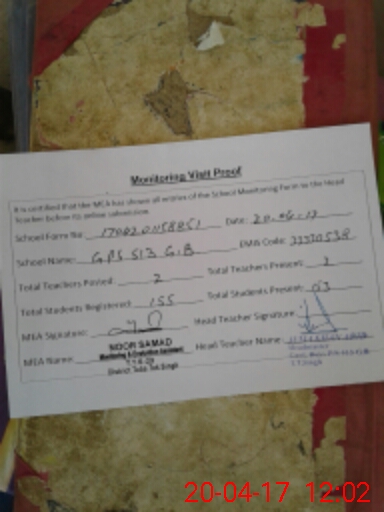 Monitoring Visit Proof
It is certified that the MEA has shown all entries of the School Monitoring Form to the Head
Teacher before its online submission.
School Form No: Date: 20-04-17
School Name: GPS 513 G.B EMIS Code:
Total Teachers Posted: 2 Total Teachers Present: 2
Total Students Registered: 155 Total Students Present: 03
MEA Signature: Head Teacher Signature:
MEA Name: NOOR SAMAD Head Teacher Name:
Monitoring & Evaluation Assistant
District Toba Tek Singh
T.T.Singh
20-04-17 12:02